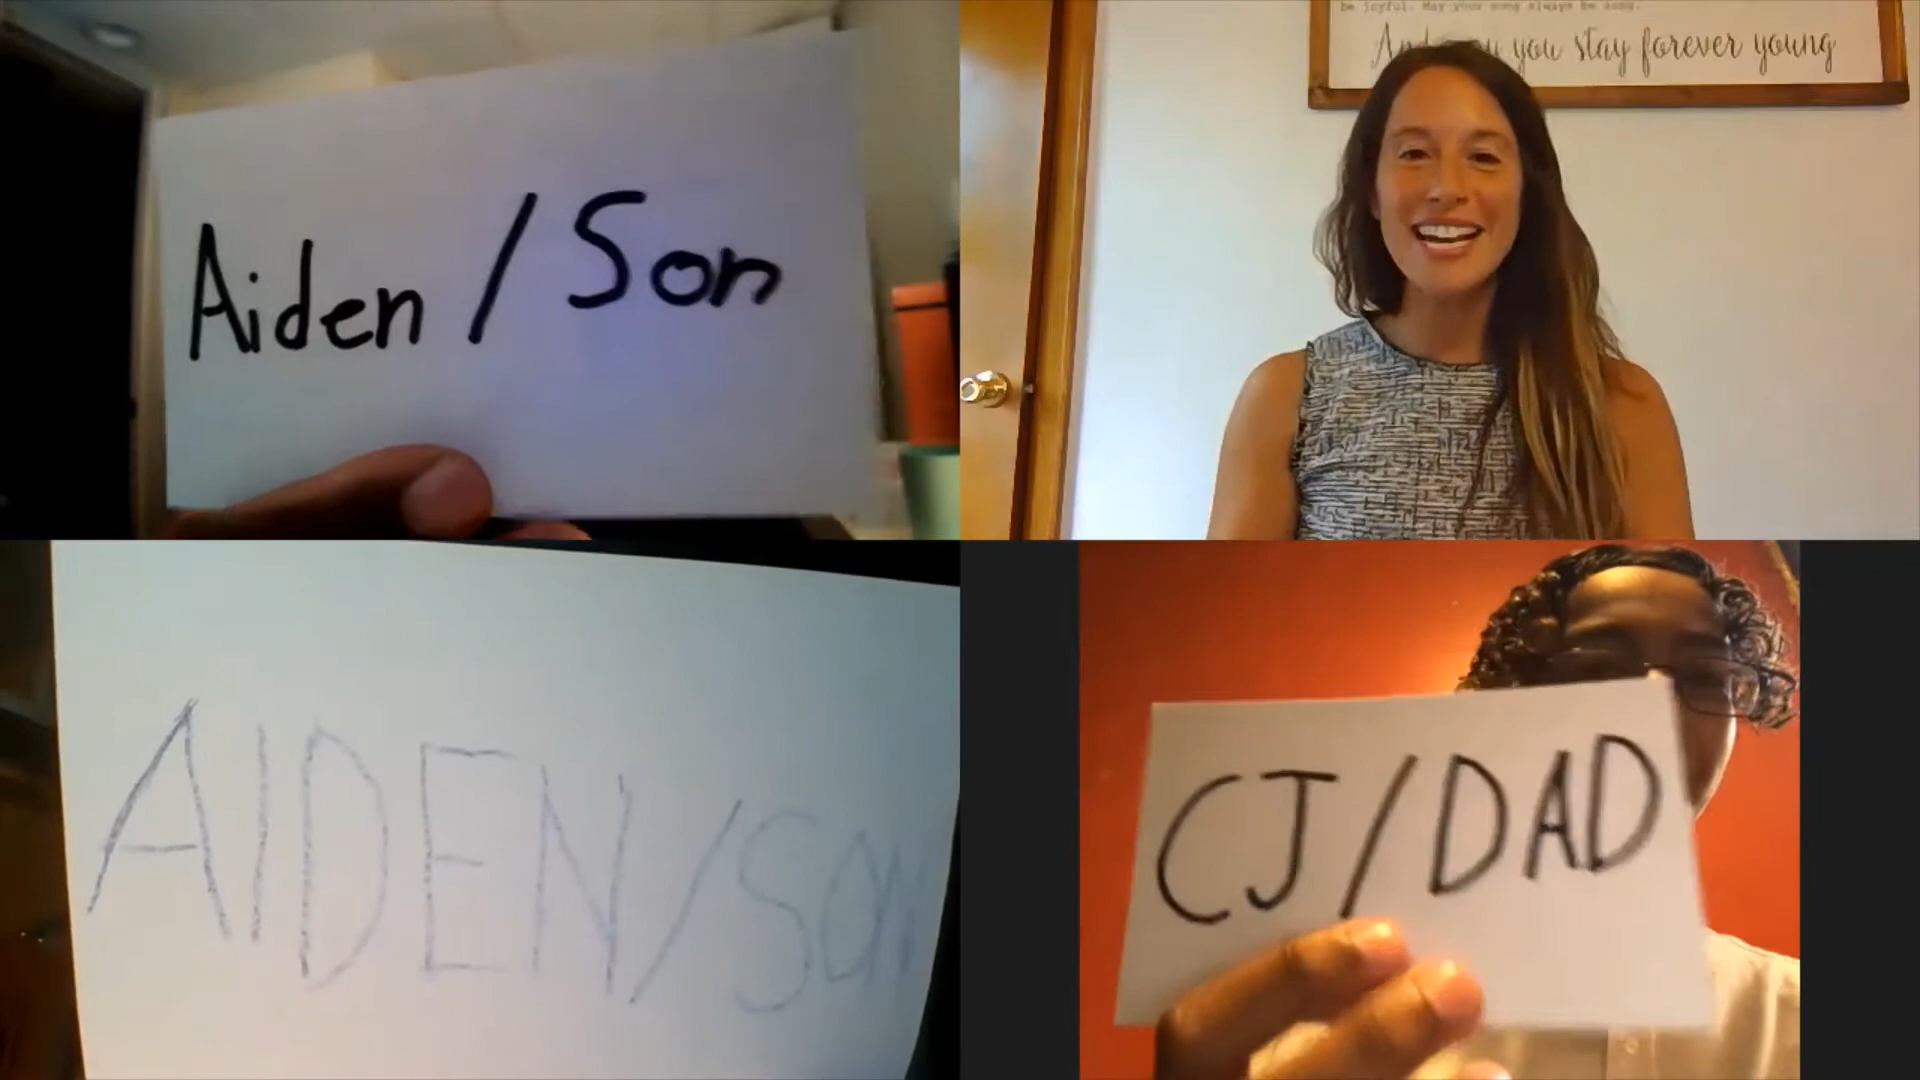 Aiden / Son
be joyful. May your song always be sung.
you stay forever young
AIDEN/SON
CJ/DAD